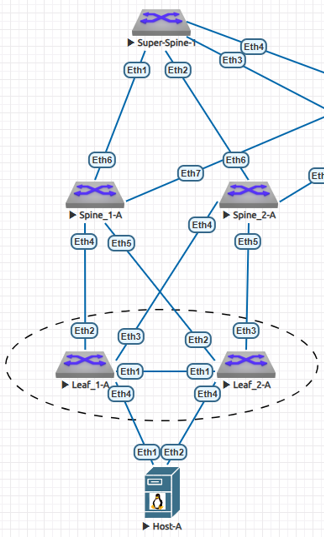 Super-Spine-1
Eth4
Eth3
Eth1
Eth2
Eth6
Eth6
Eth7
Eth
Spine_1-A
Spine_2-A
Eth4
Eth5
Eth4
Eth5
Eth2
Eth3
Eth2
Eth3
Eth1
Eth1
Leaf_1-A
Leaf_2-A
Eth4
Eth4
Eth1
Eth2
Host-A